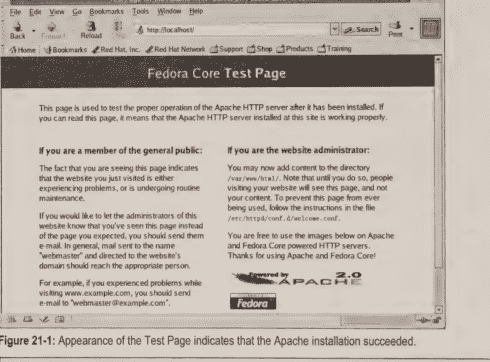 File Edit View Go Bookmarks Tools Window Help
Back Reload http://localhost/ Search Print
Home Bookmarks Red Hat, Inc. Red Hat Network Support Shop Products Training
Fedora Core Test Page
This page is used to test the proper operation of the Apache HTTP server after it has been installed. If
you can read this page, it means that the Apache HTTP server installed at this site is working properly.
If you are a member of the general public:
The fact that you are seeing this page indicates
that the website you just visited is either
experiencing problems, or is undergoing routine
maintenance.
If you would like to let the administrators of this
website know that you've seen this page instead
of the page you expected, you should send them
e-mail. In general, mail sent to the name
"webmaster" and directed to the website's
domain should reach the appropriate person.
For example, if you experienced problems while
visiting www.example.com, you should send
e-mail to "webmaster@example.com".
If you are the website administrator:
You may now add content to the directory
/var/www/html/. Note that until you do so, people
visiting your website will see this page, and not
your content. To prevent this page from ever
being used, follow the instructions in the file
/etc/httpd/conf.d/welcome.conf.
You are free to use the images below on Apache
and Fedora Core powered HTTP servers.
Thanks for using Apache and Fedora Core!
Powered by 2.0
APACHE
Fedora
Figure 21-1: Appearance of the Test Page indicates that the Apache installation succeeded.